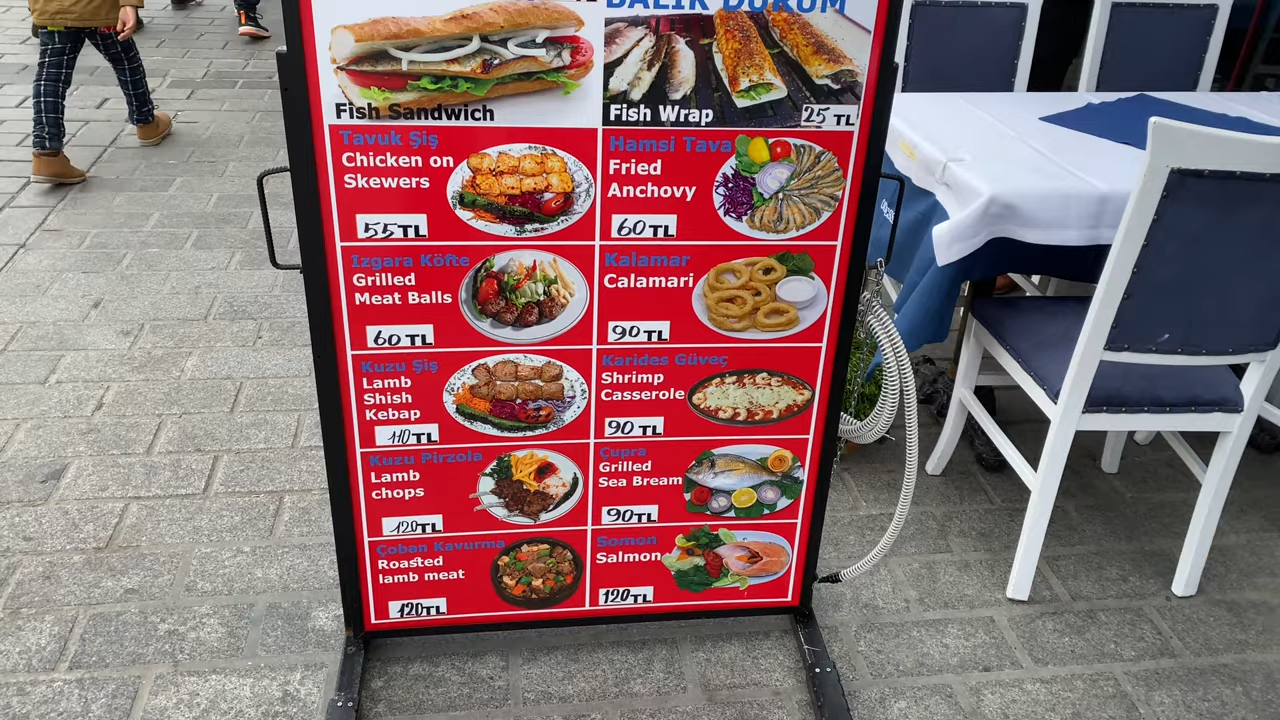 BALIK DÜRÜM
Fish Sandwich
Fish Wrap
25 TL
Tavuk Şiş
Chicken on
Skewers
55 TL
Hamsi Tava
Fried
Anchovy
60 TL
Izgara Köfte
Grilled
Meat Balls
60 TL
Kalamar
Calamari
90 TL
Kuzu Şiş
Lamb
Shish
Kebap
110 TL
Karides Güveç
Shrimp
Casserole
90 TL
Kuzu Pirzola
Lamb
chops
120 TL
Çupra
Grilled
Sea Bream
90 TL
Çoban Kavurma
Roasted
lamb meat
120 TL
Somon
Salmon
120 TL